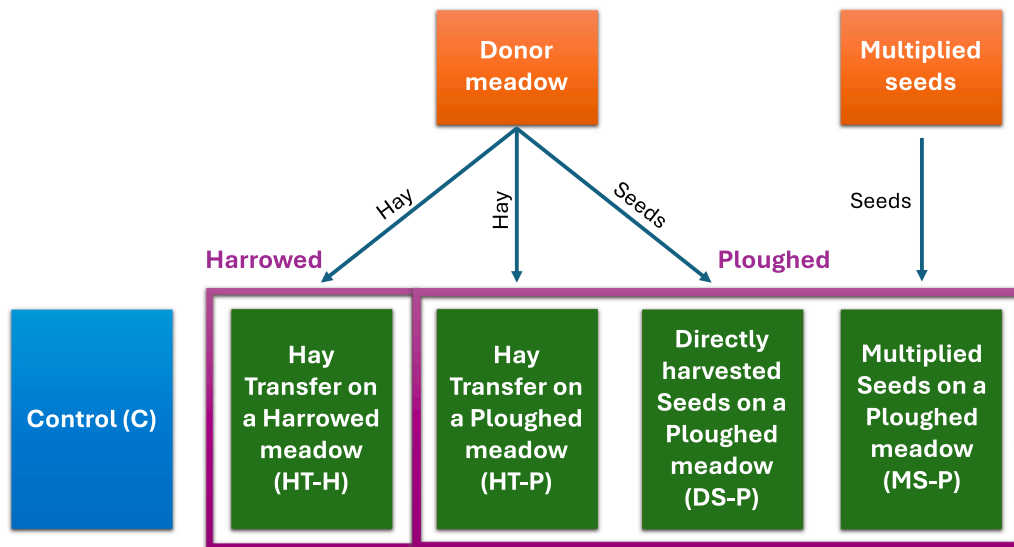 Donor
meadow
Multiplied
seeds
Hay
Hay
Seeds
Seeds
Harrowed
Ploughed
Control (C)
Hay
Transfer on
a Harrowed
meadow
(HT-H)
Hay
Transfer on
a Ploughed
meadow
(HT-P)
Directly
harvested
Seeds on a
Ploughed
meadow
(DS-P)
Multiplied
Seeds on a
Ploughed
meadow
(MS-P)